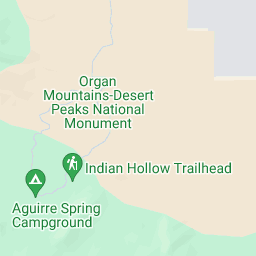 Organ
Mountains-Desert
Peaks National
Monument
Indian Hollow Trailhead
Aguirre Spring
Campground